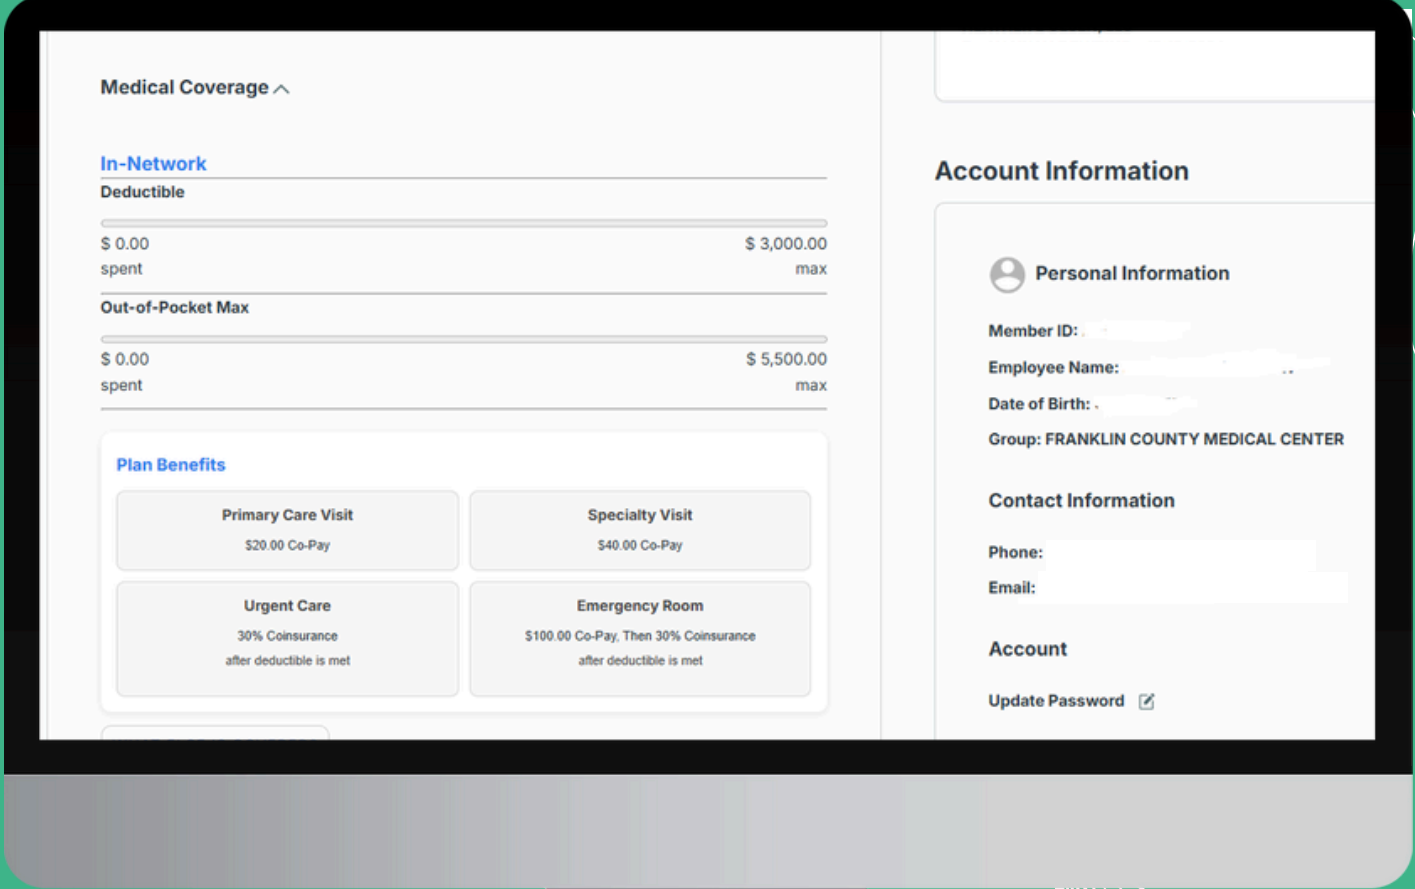 Medical Coverage
In-Network
Deductible
$ 0.00
$ 3,000.00
spent
max
Out-of-Pocket Max
$ 0.00
$ 5,500.00
spent
max
Plan Benefits
Primary Care Visit
$20.00 Co-Pay
Specialty Visit
$40.00 Co-Pay
Urgent Care
30% Coinsurance
after deductible is met
Emergency Room
$100.00 Co-Pay, Then 30% Coinsurance
after deductible is met
Account Information
Personal Information
Member ID:
Employee Name:
Date of Birth:
Group: FRANKLIN COUNTY MEDICAL CENTER
Contact Information
Phone:
Email:
Account
Update Password